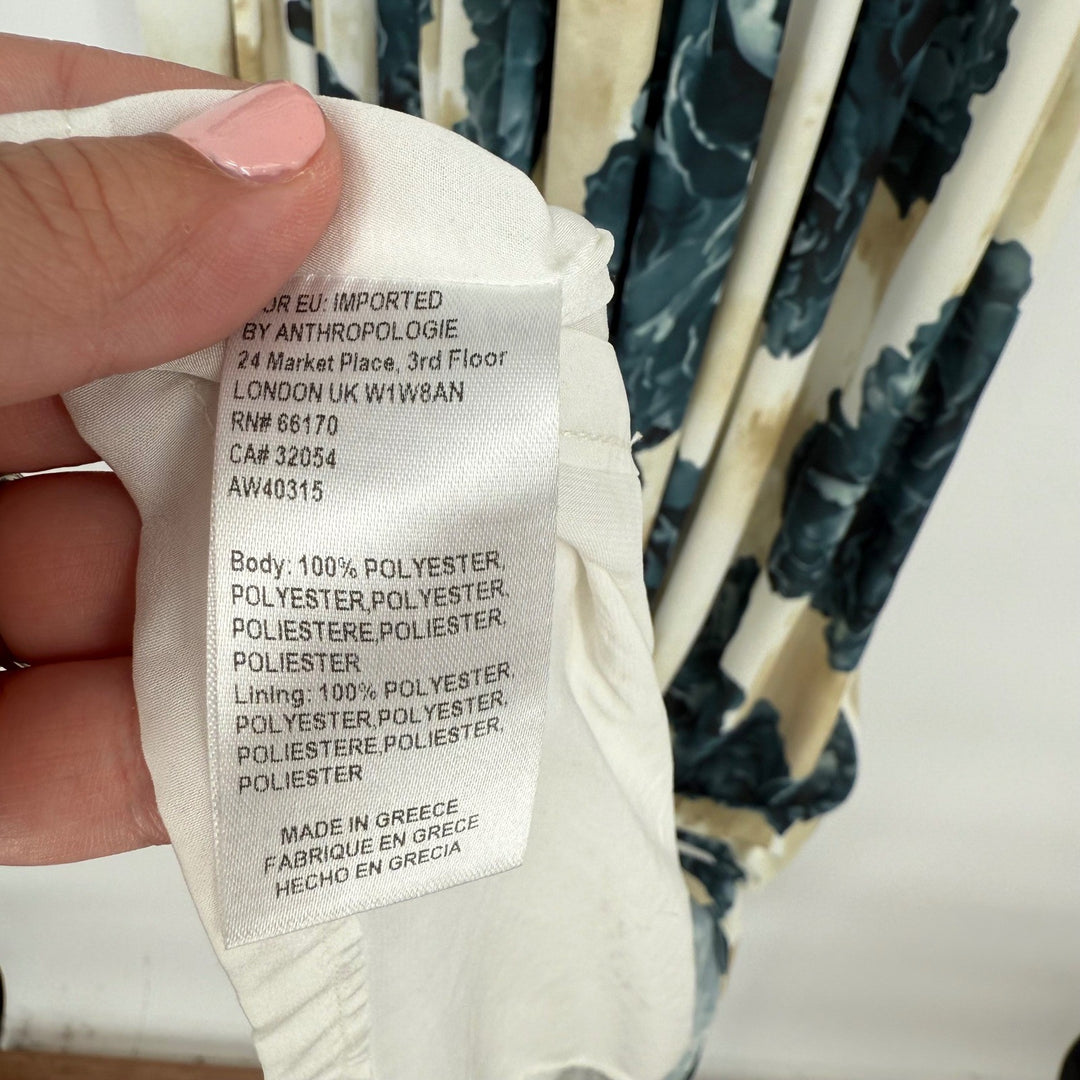 OR EU: IMPORTED
BY ANTHROPOLOGIE
24 Market Place, 3rd Floor
LONDON UK W1W8AN
RN# 66170
CA# 32054
AW40315
Body: 100% POLYESTER,
POLYESTER,POLYESTER,
POLIESTERE,POLIESTER,
POLIESTER
Lining: 100% POLYESTER,
POLYESTER,POLYESTER,
POLIESTERE,POLIESTER,
POLIESTER
MADE IN GREECE
FABRIQUE EN GRECE
HECHO EN GRECIA